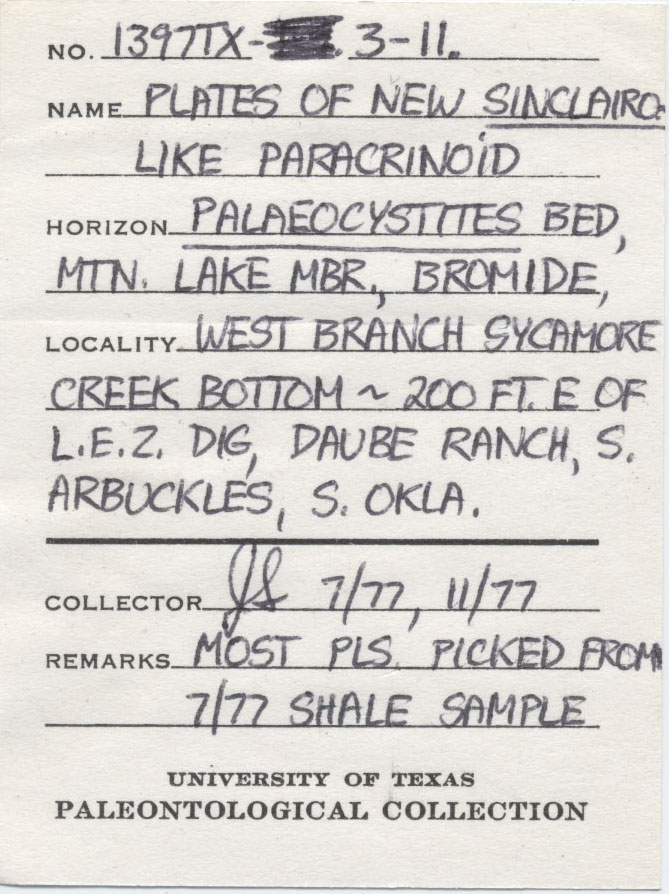 NO. 1397TX- 3-11.
NAME PLATES OF NEW SINCLAIRO-
LIKE PARACRINOID
HORIZON PALAEOCYSTITES BED,
MTN. LAKE MBR., BROMIDE,
LOCALITY WEST BRANCH SYCAMORE
CREEK BOTTOM ~ 200 FT. E OF
L.E.Z. DIG, DAUBE RANCH, S.
ARBUCKLES, S. OKLA.
COLLECTOR JS 7/77, 11/77
REMARKS MOST PLS. PICKED FROM
7/77 SHALE SAMPLE
UNIVERSITY OF TEXAS
PALEONTOLOGICAL COLLECTION